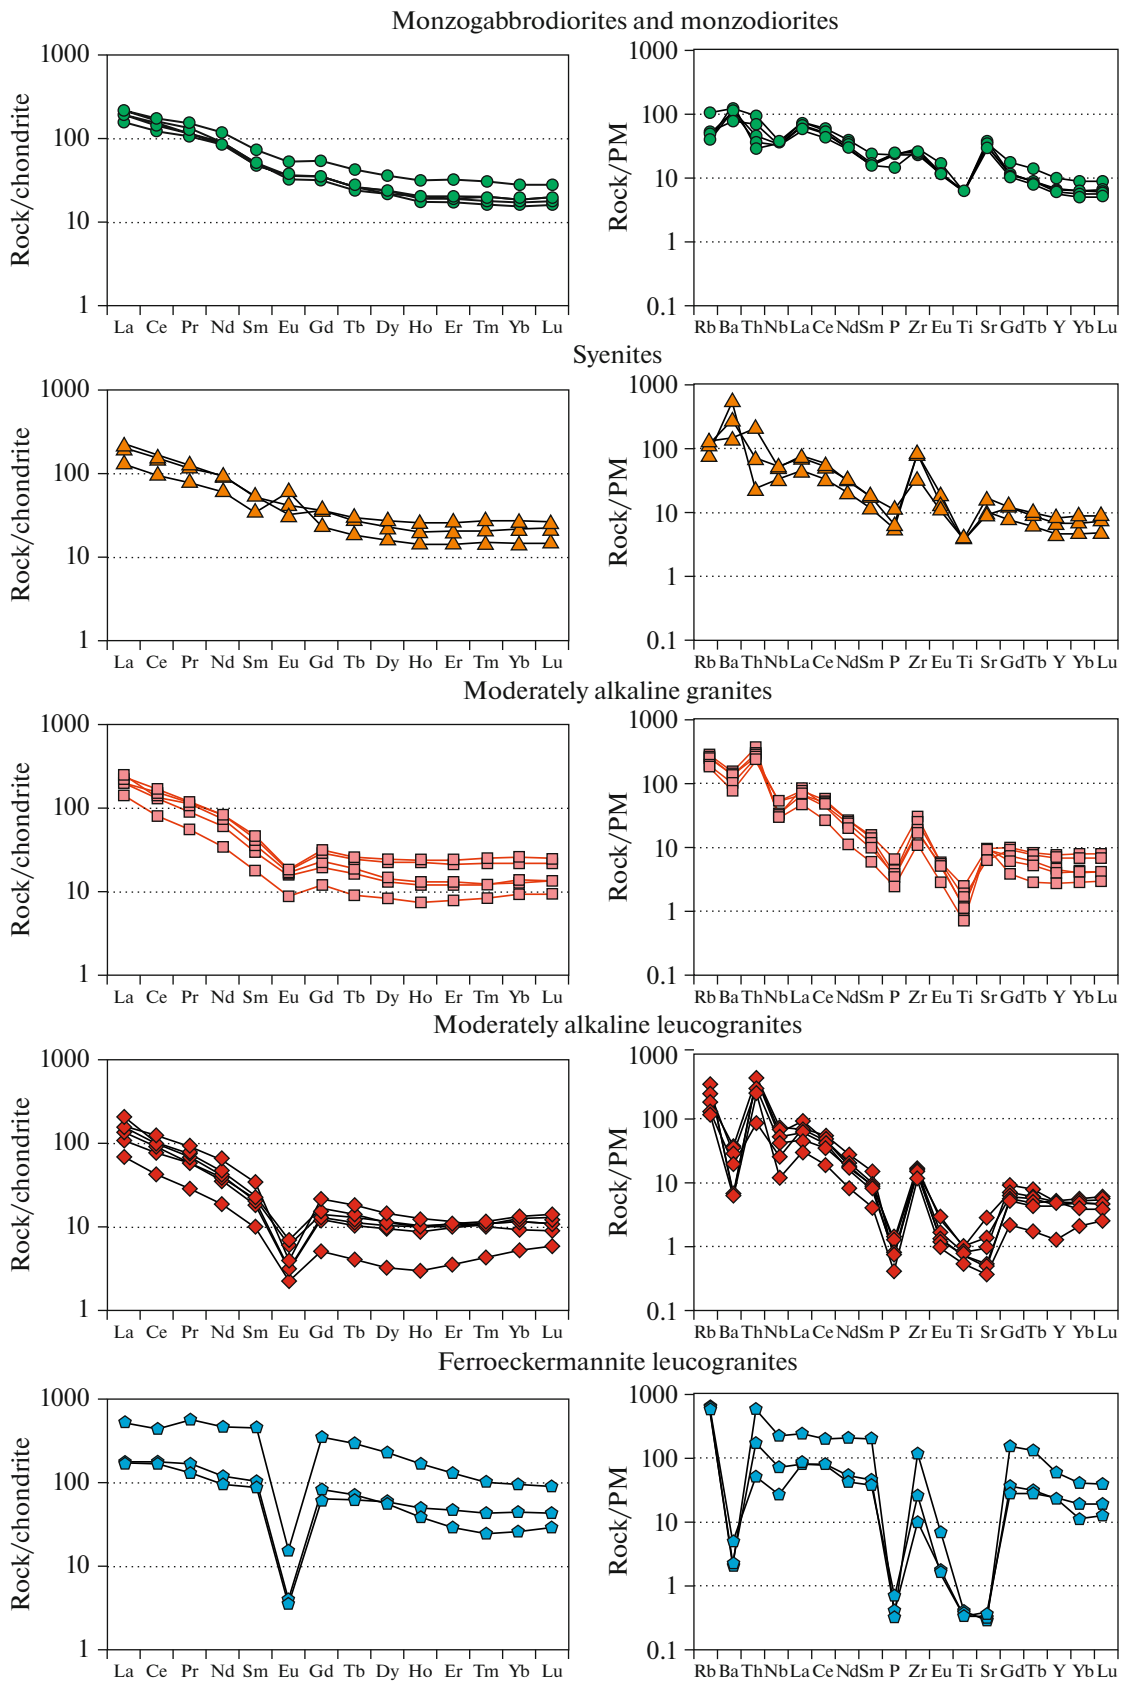 Monzogabbrodiorites and monzodiorites
1000
100
10
1
Rock/chondrite
La Ce Pr Nd Sm Eu Gd Tb Dy Ho Er Tm Yb Lu
1000
100
10
1
0.1
Rock/PM
Rb Ba Th Nb La Ce Nd Sm P Zr Eu Ti Sr Gd Tb Y Yb Lu
Syenites
1000
100
10
1
Rock/chondrite
La Ce Pr Nd Sm Eu Gd Tb Dy Ho Er Tm Yb Lu
1000
100
10
1
0.1
Rock/PM
Rb Ba Th Nb La Ce Nd Sm P Zr Eu Ti Sr Gd Tb Y Yb Lu
Moderately alkaline granites
1000
100
10
1
Rock/chondrite
La Ce Pr Nd Sm Eu Gd Tb Dy Ho Er Tm Yb Lu
1000
100
10
1
0.1
Rock/PM
Rb Ba Th Nb La Ce Nd Sm P Zr Eu Ti Sr Gd Tb Y Yb Lu
Moderately alkaline leucogranites
1000
100
10
1
Rock/chondrite
La Ce Pr Nd Sm Eu Gd Tb Dy Ho Er Tm Yb Lu
1000
100
10
1
0.1
Rock/PM
Rb Ba Th Nb La Ce Nd Sm P Zr Eu Ti Sr Gd Tb Y Yb Lu
Ferroeckermannite leucogranites
1000
100
10
1
Rock/chondrite
La Ce Pr Nd Sm Eu Gd Tb Dy Ho Er Tm Yb Lu
1000
100
10
1
0.1
Rock/PM
Rb Ba Th Nb La Ce Nd Sm P Zr Eu Ti Sr Gd Tb Y Yb Lu